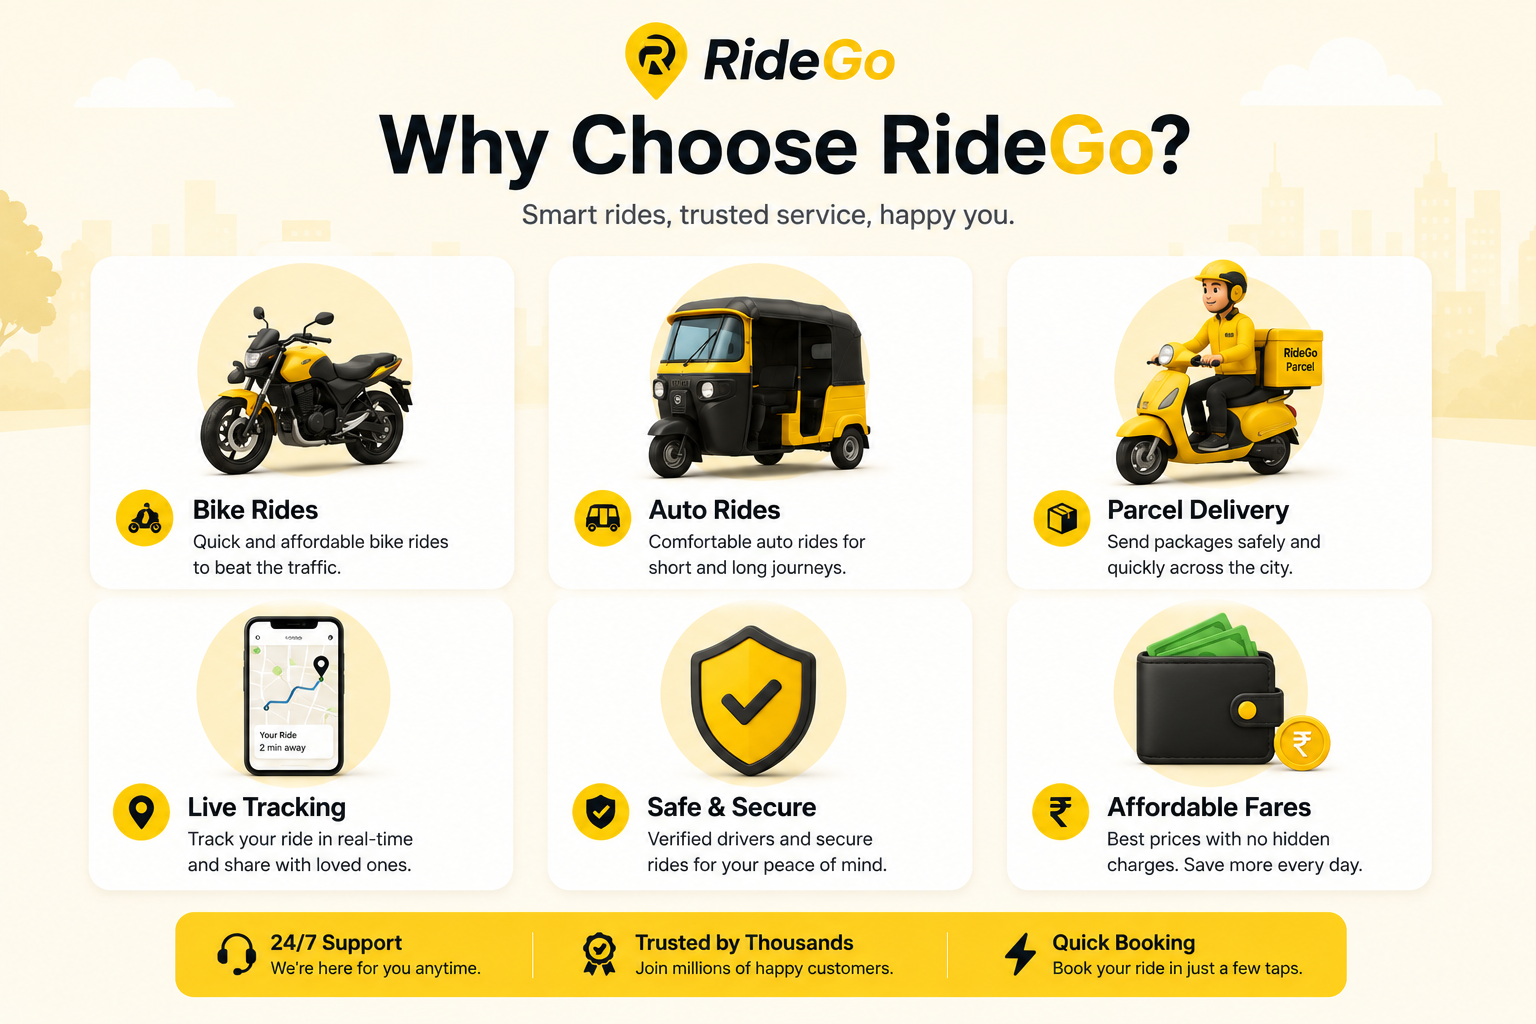 RideGo
Why Choose RideGo?
Smart rides, trusted service, happy you.
RideGo
Parcel
Bike Rides
Quick and affordable bike rides
to beat the traffic.
Auto Rides
Comfortable auto rides for
short and long journeys.
Parcel Delivery
Send packages safely and
quickly across the city.
Your Ride
2 min away
₹
Live Tracking
Track your ride in real-time
and share with loved ones.
Safe & Secure
Verified drivers and secure
rides for your peace of mind.
₹
Affordable Fares
Best prices with no hidden
charges. Save more every day.
24/7 Support
We're here for you anytime.
Trusted by Thousands
Join millions of happy customers.
Quick Booking
Book your ride in just a few taps.